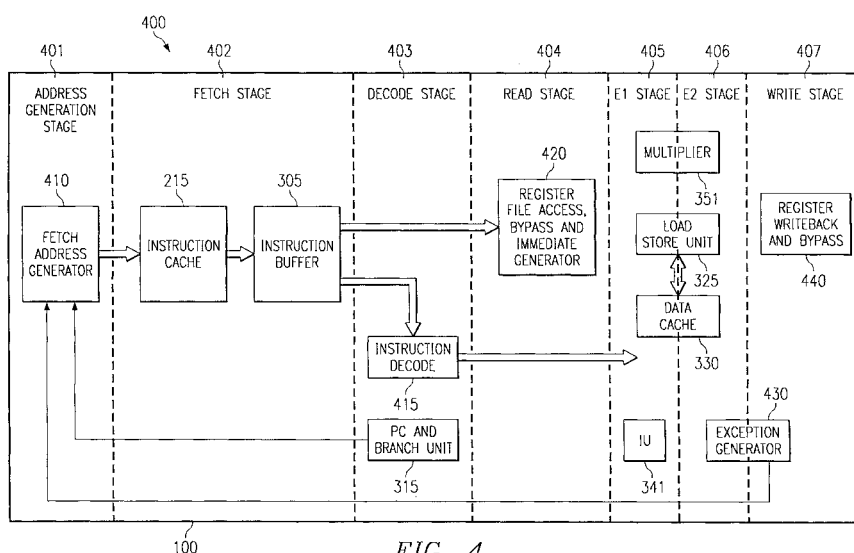 400
401
402
403
404
405
406
407
ADDRESS
GENERATION
STAGE
FETCH STAGE
DECODE STAGE
READ STAGE
E1 STAGE
E2 STAGE
WRITE STAGE
410
FETCH
ADDRESS
GENERATOR
215
INSTRUCTION
CACHE
305
INSTRUCTION
BUFFER
420
REGISTER
FILE ACCESS,
BYPASS AND
IMMEDIATE
GENERATOR
MULTIPLIER
351
LOAD
STORE UNIT
325
DATA
CACHE
330
REGISTER
WRITEBACK
AND BYPASS
440
INSTRUCTION
DECODE
415
PC AND
BRANCH UNIT
315
IU
341
430
EXCEPTION
GENERATOR
100
FIG. 4